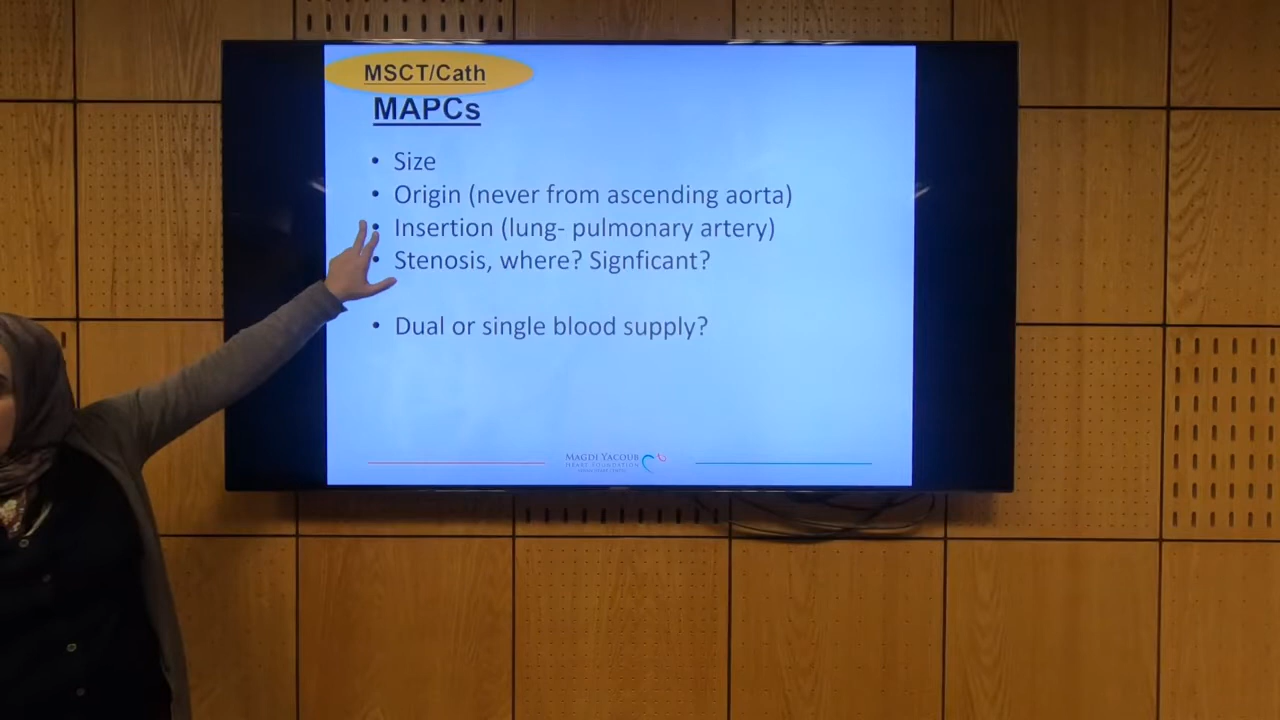 MSCT/Cath
MAPCs
• Size
• Origin (never from ascending aorta)
• Insertion (lung- pulmonary artery)
• Stenosis, where? Signficant?
• Dual or single blood supply?
MAGDI YACOUB
HEART FOUNDATION